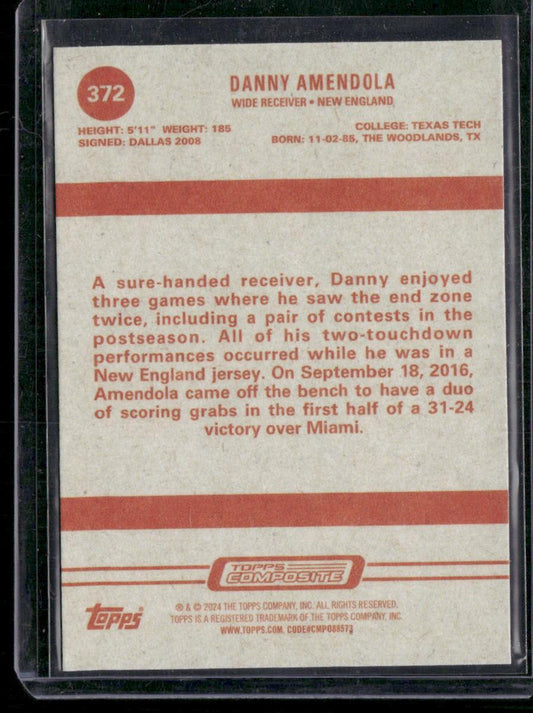 372
DANNY AMENDOLA
WIDE RECEIVER • NEW ENGLAND
HEIGHT: 5'11" WEIGHT: 185
SIGNED: DALLAS 2008
COLLEGE: TEXAS TECH
BORN: 11-02-85, THE WOODLANDS, TX
A sure-handed receiver, Danny enjoyed
three games where he saw the end zone
twice, including a pair of contests in the
postseason. All of his two-touchdown
performances occurred while he was in a
New England jersey. On September 18, 2016,
Amendola came off the bench to have a duo
of scoring grabs in the first half of a 31-24
victory over Miami.
TOPPS
COMPOSITE
Topps
® & © 2024 THE TOPPS COMPANY, INC. ALL RIGHTS RESERVED.
TOPPS IS A REGISTERED TRADEMARK OF THE TOPPS COMPANY, INC.
WWW.TOPPS.COM. CODE#CMP088573